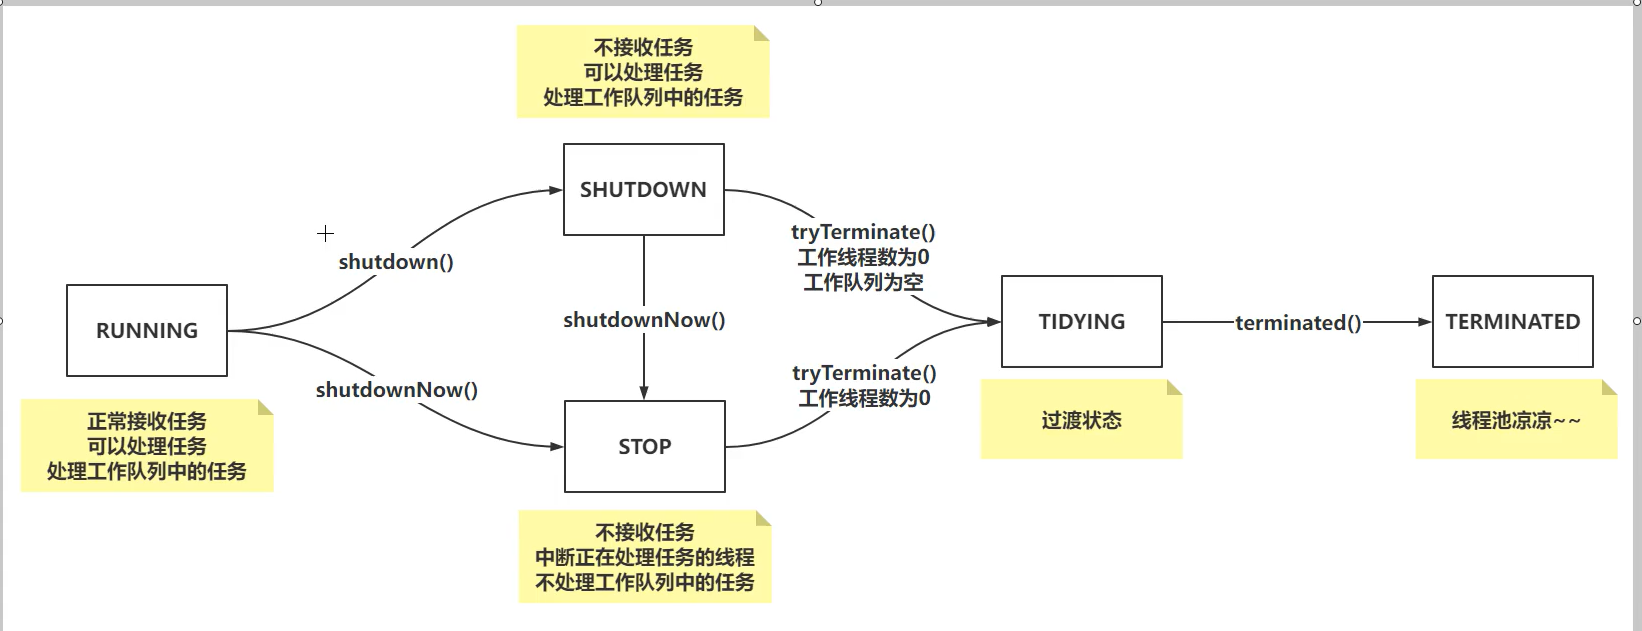 不接收任务
可以处理任务
处理工作队列中的任务
SHUTDOWN
tryTerminate()
工作线程数为0
工作队列为空
shutdown()
RUNNING
shutdownNow()
TIDYING
terminated()
TERMINATED
shutdownNow()
tryTerminate()
工作线程数为0
正常接收任务
可以处理任务
处理工作队列中的任务
STOP
过渡状态
线程池凉凉~~
不接收任务
中断正在处理任务的线程
不处理工作队列中的任务